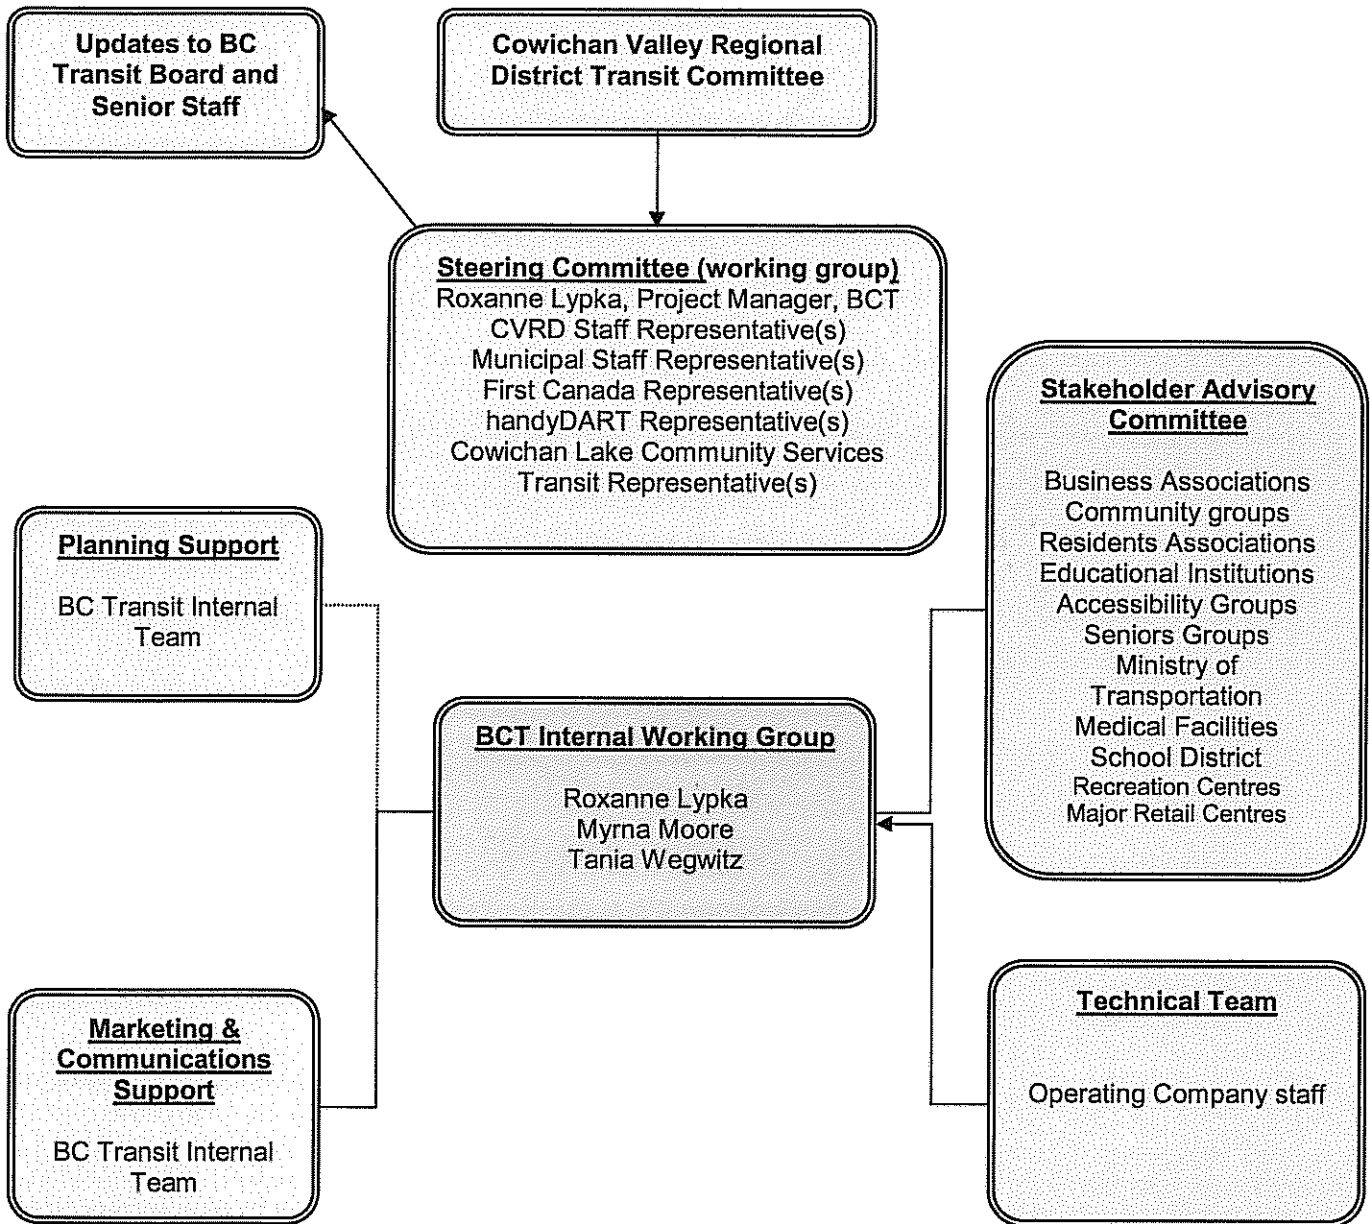 Updates to BC
Transit Board and
Senior Staff
Cowichan Valley Regional
District Transit Committee
Steering Committee (working group)
Roxanne Lypka, Project Manager, BCT
CVRD Staff Representative(s)
Municipal Staff Representative(s)
First Canada Representative(s)
handyDART Representative(s)
Cowichan Lake Community Services
Transit Representative(s)
Stakeholder Advisory
Committee
Business Associations
Community groups
Residents Associations
Educational Institutions
Accessibility Groups
Seniors Groups
Ministry of
Transportation
Medical Facilities
School District
Recreation Centres
Major Retail Centres
Planning Support
BC Transit Internal
Team
BCT Internal Working Group
Roxanne Lypka
Myrna Moore
Tania Wegwitz
Marketing &
Communications
Support
BC Transit Internal
Team
Technical Team
Operating Company staff